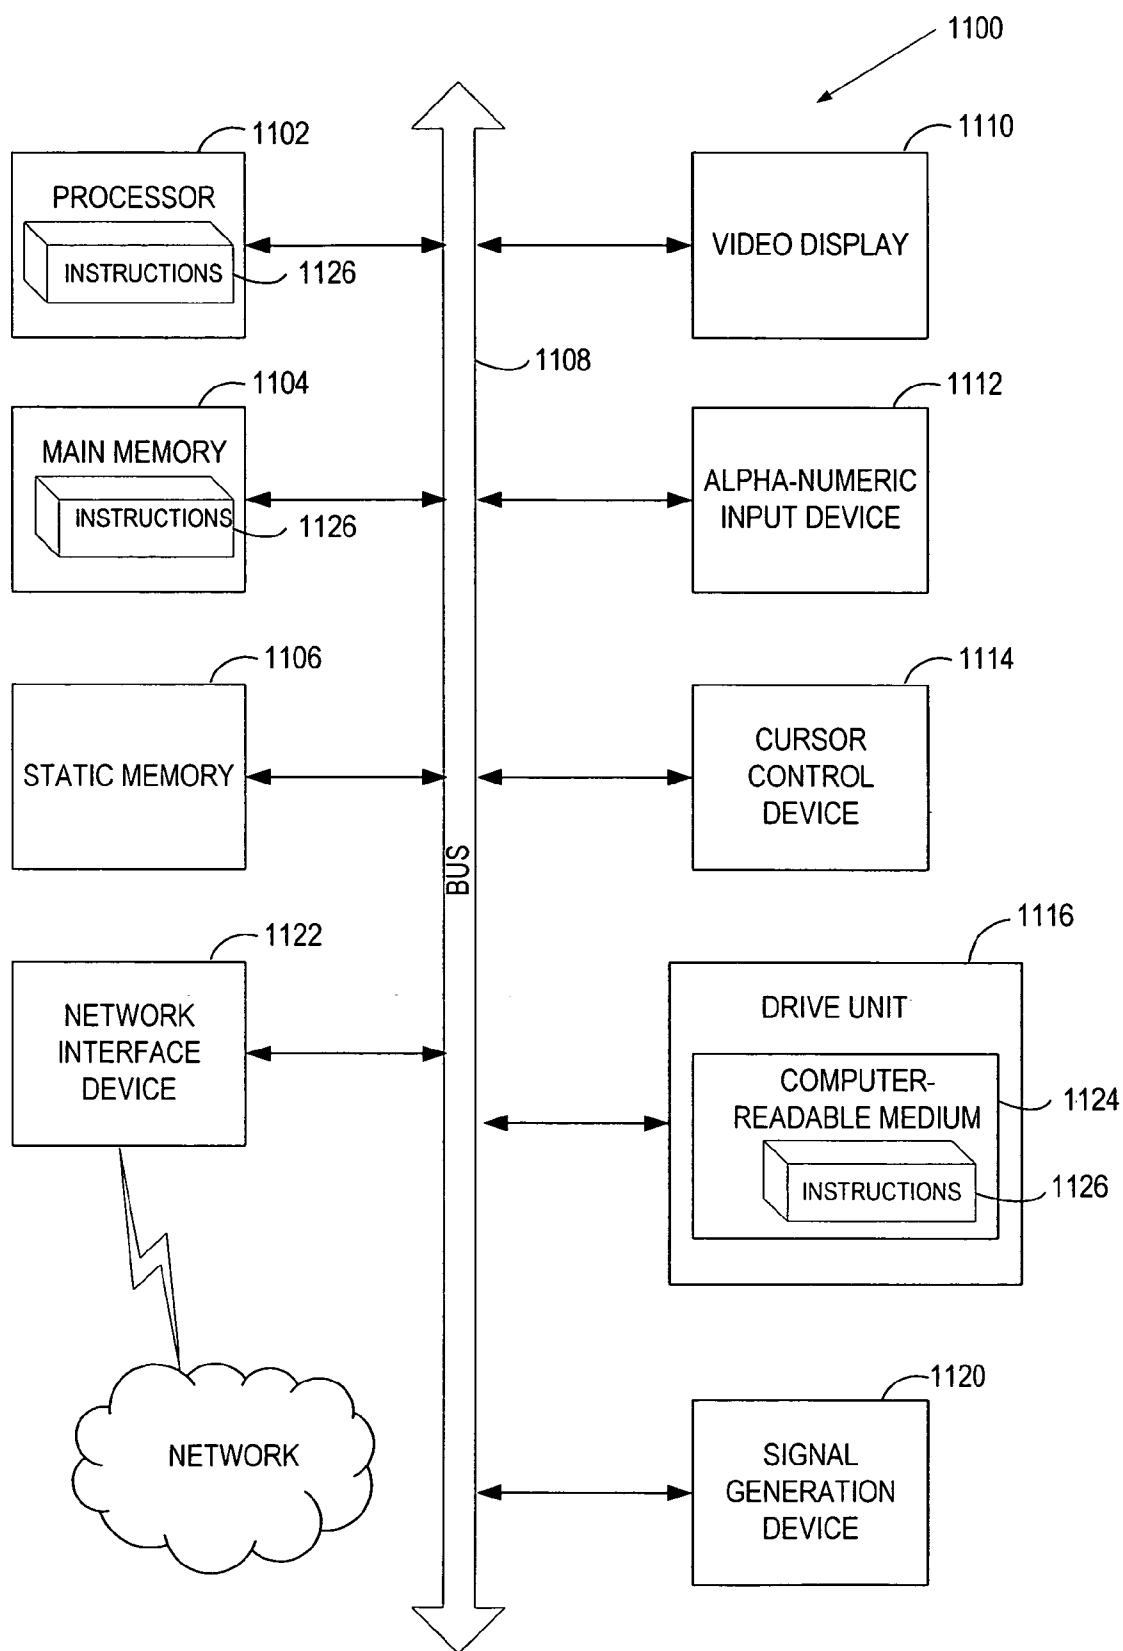 1100
1102
PROCESSOR
INSTRUCTIONS
1126
1110
VIDEO DISPLAY
1108
1104
MAIN MEMORY
INSTRUCTIONS
1126
1112
ALPHA-NUMERIC
INPUT DEVICE
1106
STATIC MEMORY
1114
CURSOR
CONTROL
DEVICE
BUS
1122
NETWORK
INTERFACE
DEVICE
1116
DRIVE UNIT
COMPUTER-
READABLE MEDIUM
1124
INSTRUCTIONS
1126
NETWORK
1120
SIGNAL
GENERATION
DEVICE